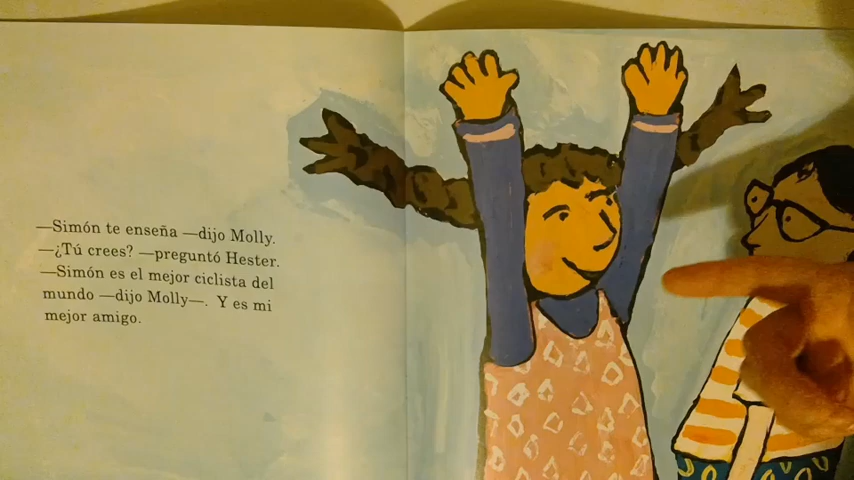 —Simón te enseña —dijo Molly.
—¿Tú crees? —preguntó Hester.
—Simón es el mejor ciclista del
mundo —dijo Molly—. Y es mi
mejor amigo.